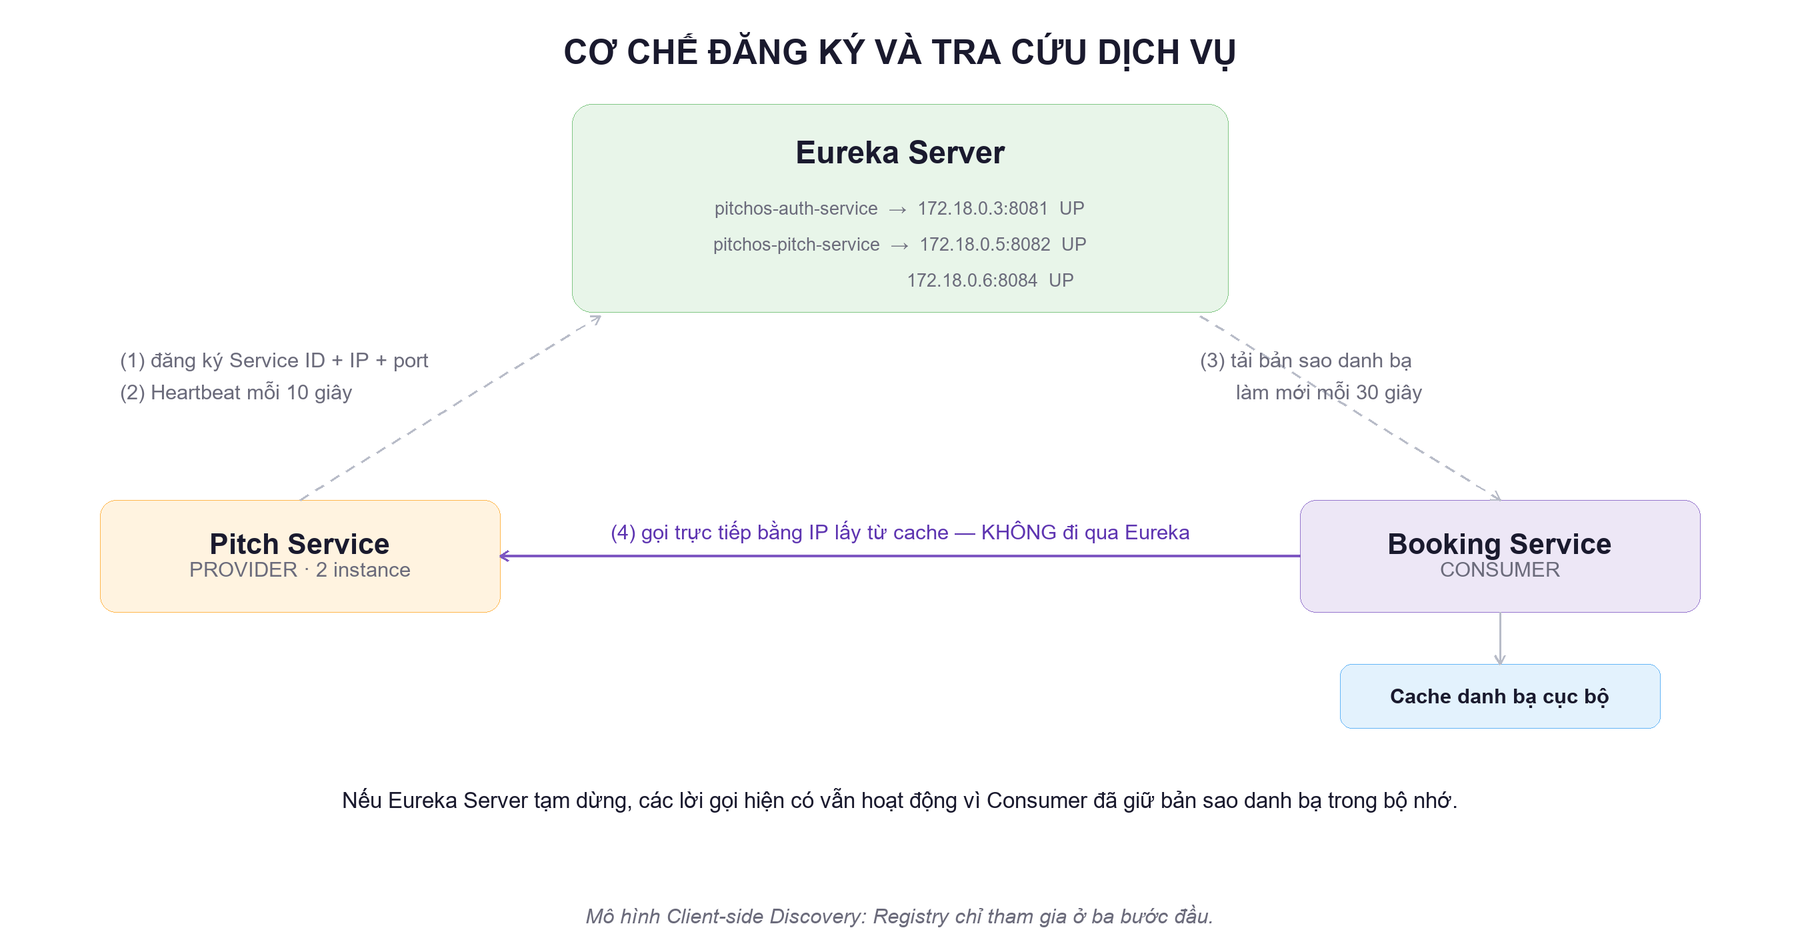 CƠ CHẾ ĐĂNG KÝ VÀ TRA CỨU DỊCH VỤ
Eureka Server
pitchos-auth-service → 172.18.0.3:8081 UP
pitchos-pitch-service → 172.18.0.5:8082 UP
172.18.0.6:8084 UP
(1) đăng ký Service ID + IP + port
(2) Heartbeat mỗi 10 giây
(3) tải bản sao danh bạ
làm mới mỗi 30 giây
Pitch Service
PROVIDER · 2 instance
(4) gọi trực tiếp bằng IP lấy từ cache — KHÔNG đi qua Eureka
Booking Service
CONSUMER
Cache danh bạ cục bộ
Nếu Eureka Server tạm dừng, các lời gọi hiện có vẫn hoạt động vì Consumer đã giữ bản sao danh bạ trong bộ nhớ.
Mô hình Client-side Discovery: Registry chỉ tham gia ở ba bước đầu.